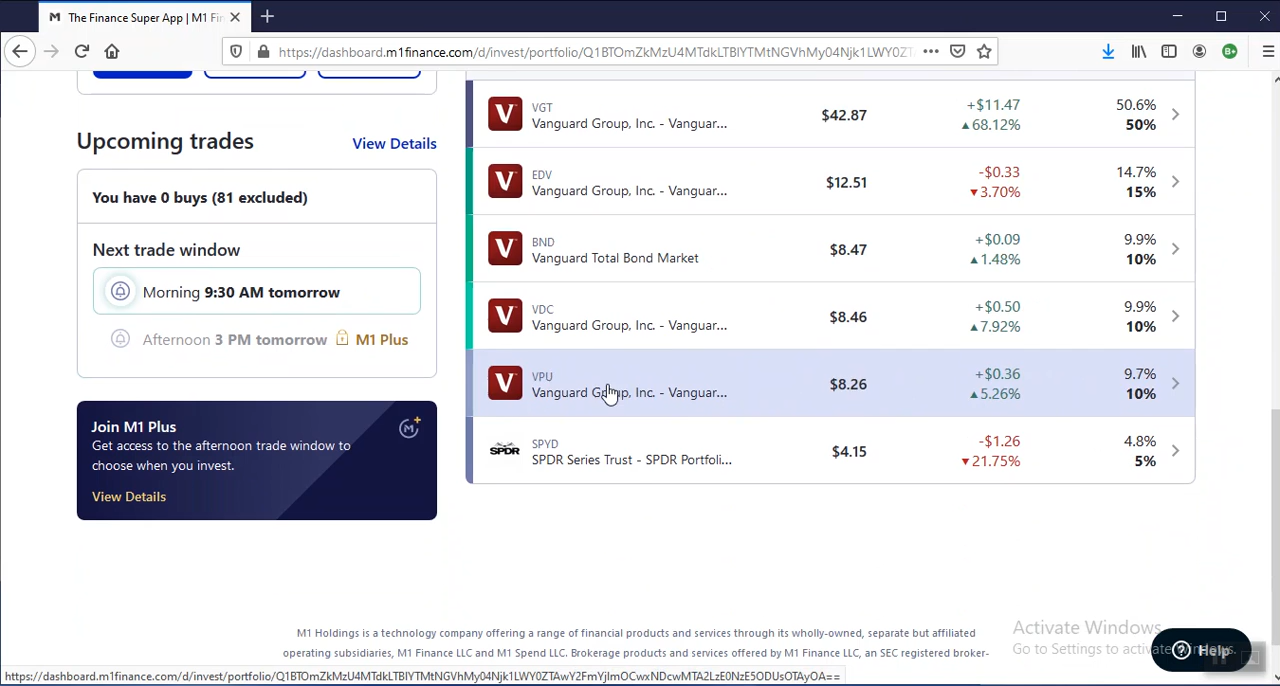 The Finance Super App | M1 Fin
https://dashboard.m1finance.com/d/invest/portfolio/Q1BTOmZkMzU4MTdkLTBlYTMtNGVhMy04Njk1LWY0ZT
Upcoming trades
View Details
You have 0 buys (81 excluded)
Next trade window
Morning 9:30 AM tomorrow
Afternoon 3 PM tomorrow
M1 Plus
Join M1 Plus
Get access to the afternoon trade window to
choose when you invest.
View Details
V
VGT
Vanguard Group, Inc. - Vanguar...
$42.87
+$11.47
▲68.12%
50.6%
50%
V
EDV
Vanguard Group, Inc. - Vanguar...
$12.51
-$0.33
▼3.70%
14.7%
15%
V
BND
Vanguard Total Bond Market
$8.47
+$0.09
▲1.48%
9.9%
10%
V
VDC
Vanguard Group, Inc. - Vanguar...
$8.46
+$0.50
▲7.92%
9.9%
10%
V
VPU
Vanguard Group, Inc. - Vanguar...
$8.26
+$0.36
▲5.26%
9.7%
10%
SPDR
SPYD
SPDR Series Trust - SPDR Portfoli...
$4.15
-$1.26
▼21.75%
4.8%
5%
M1 Holdings is a technology company offering a range of financial products and services through its wholly-owned, separate but affiliated
operating subsidiaries, M1 Finance LLC and M1 Spend LLC. Brokerage products and services offered by M1 Finance LLC, an SEC registered broker-
Activate Windows
Go to Settings to activate Windows.
Help